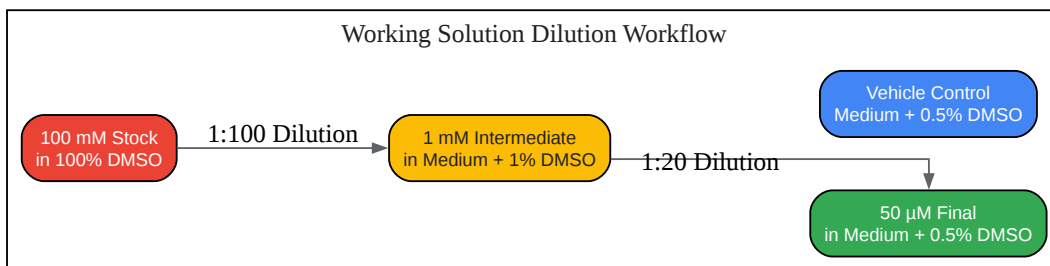 Working Solution Dilution Workflow
100 mM Stock
in 100% DMSO
1:100 Dilution
1 mM Intermediate
in Medium + 1% DMSO
1:20 Dilution
Vehicle Control
Medium + 0.5% DMSO
50 µM Final
in Medium + 0.5% DMSO